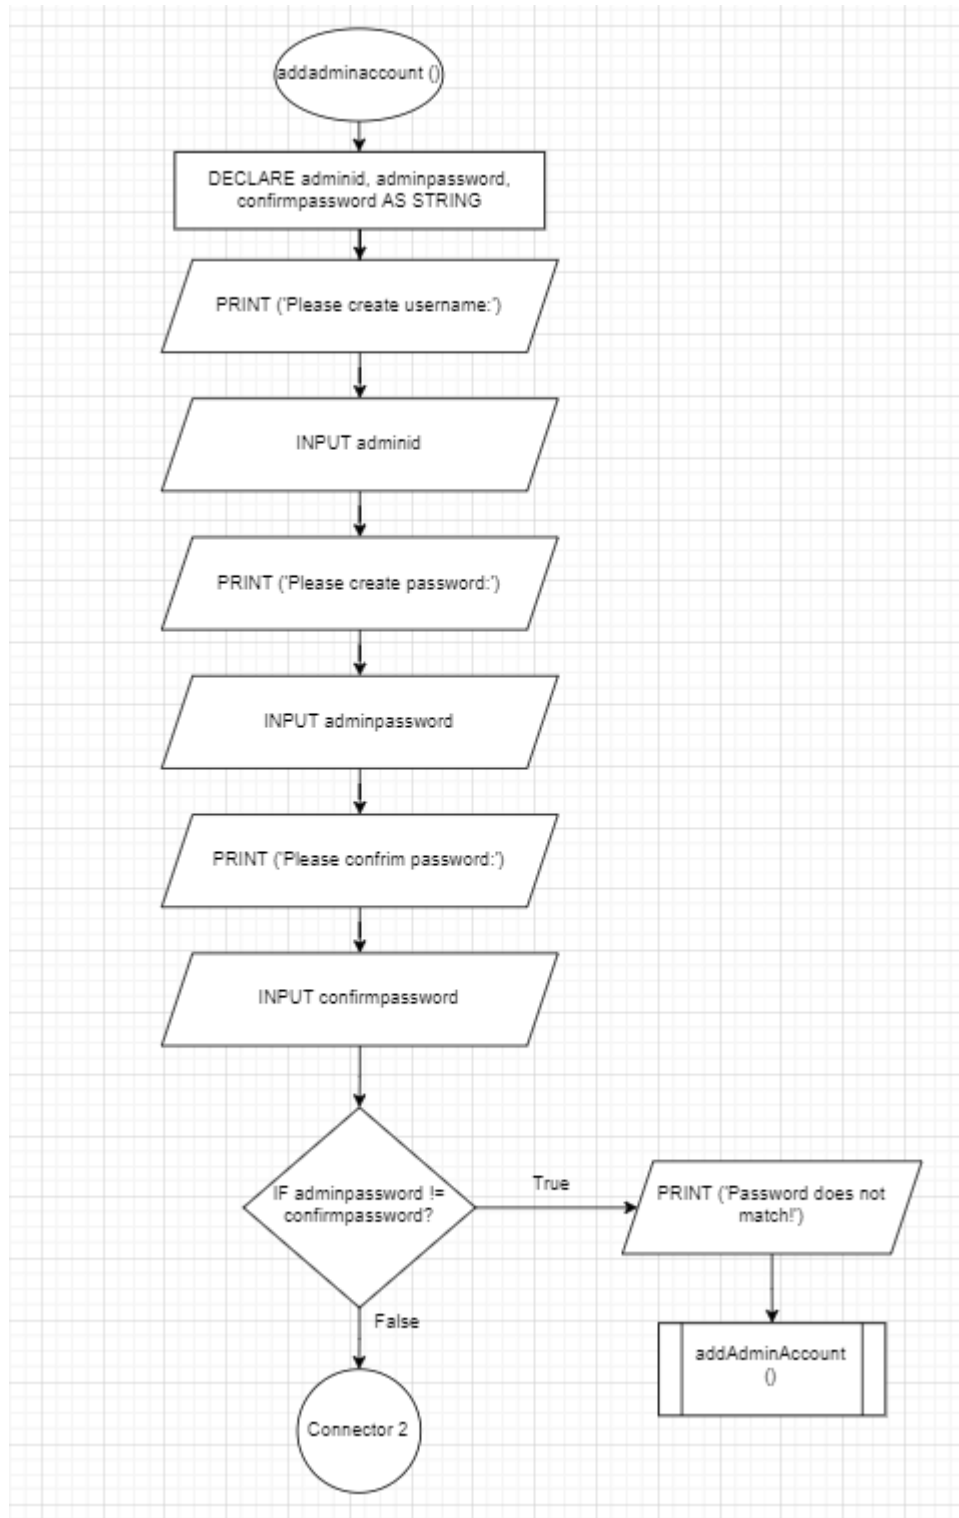 addadminaccount ()
DECLARE adminid, adminpassword,
confirmpassword AS STRING
PRINT ('Please create username:')
INPUT adminid
PRINT ('Please create password:')
INPUT adminpassword
PRINT ('Please confrim password:')
INPUT confirmpassword
IF adminpassword !=
confirmpassword?
True
PRINT ('Password does not
match!')
False
addAdminAccount
()
Connector 2